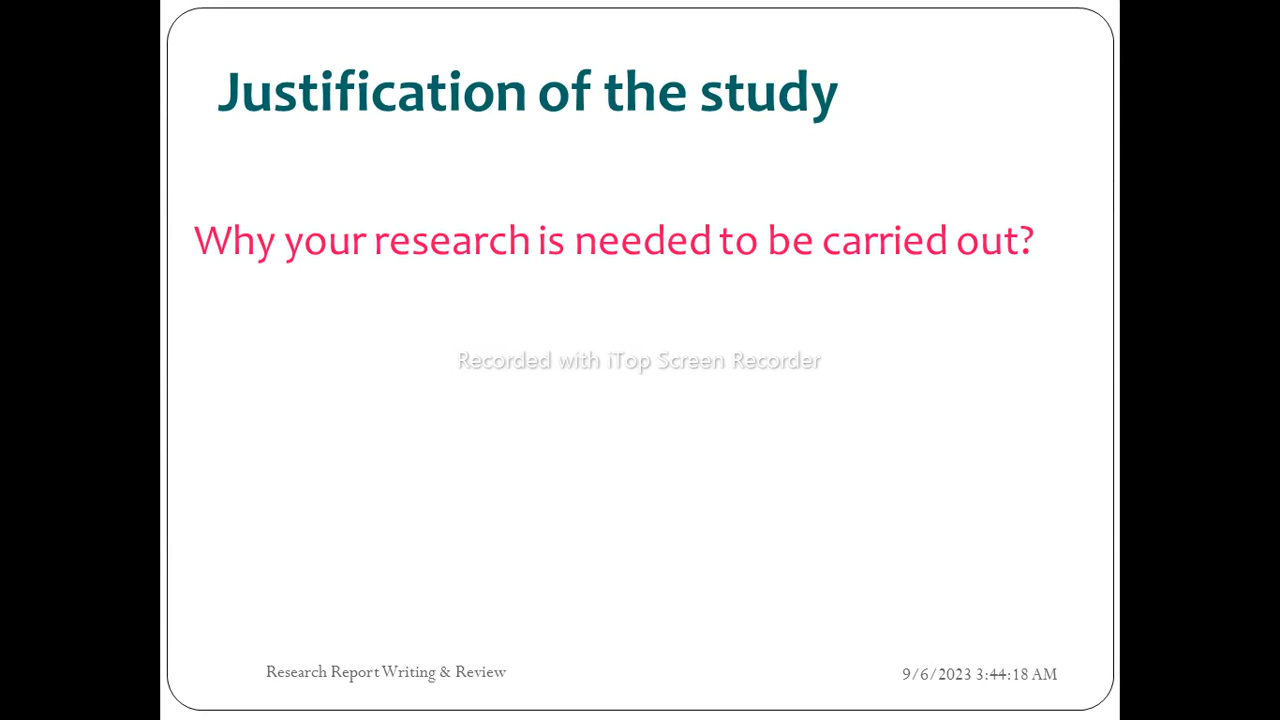 Justification of the study
Why your research is needed to be carried out?
Recorded with iTop Screen Recorder
Research Report Writing & Review
9/6/2023 3:44:18 AM